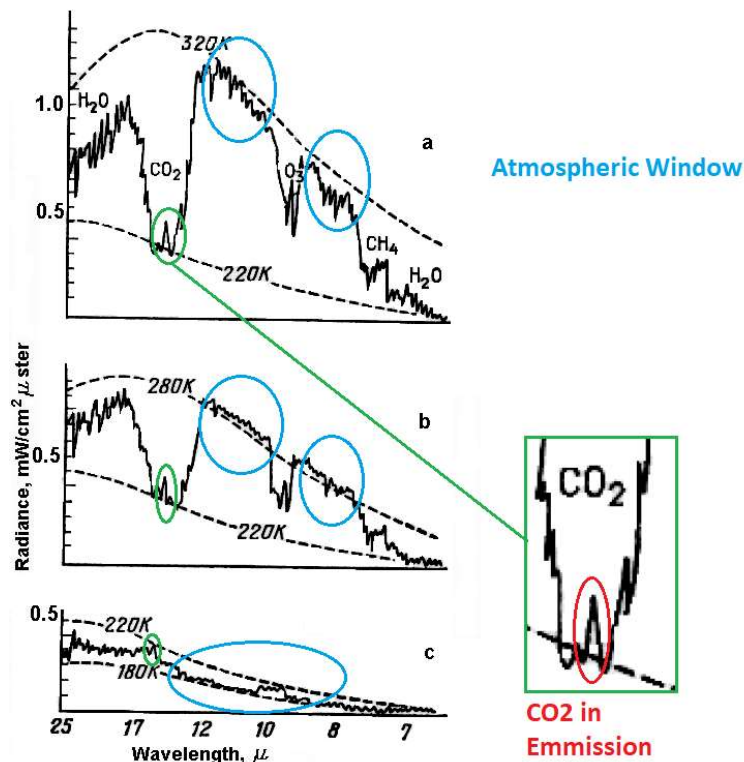 320K
1.0
H₂O
a
CO₂
O₃
Atmospheric Window
0.5
CH₄
220K
H₂O
Radiance, mW/cm² μ ster
280K
b
0.5
220K
CO₂
0.5
220K
c
180K
25 17 12 10 8 7
Wavelength, μ
CO2 in
Emmission